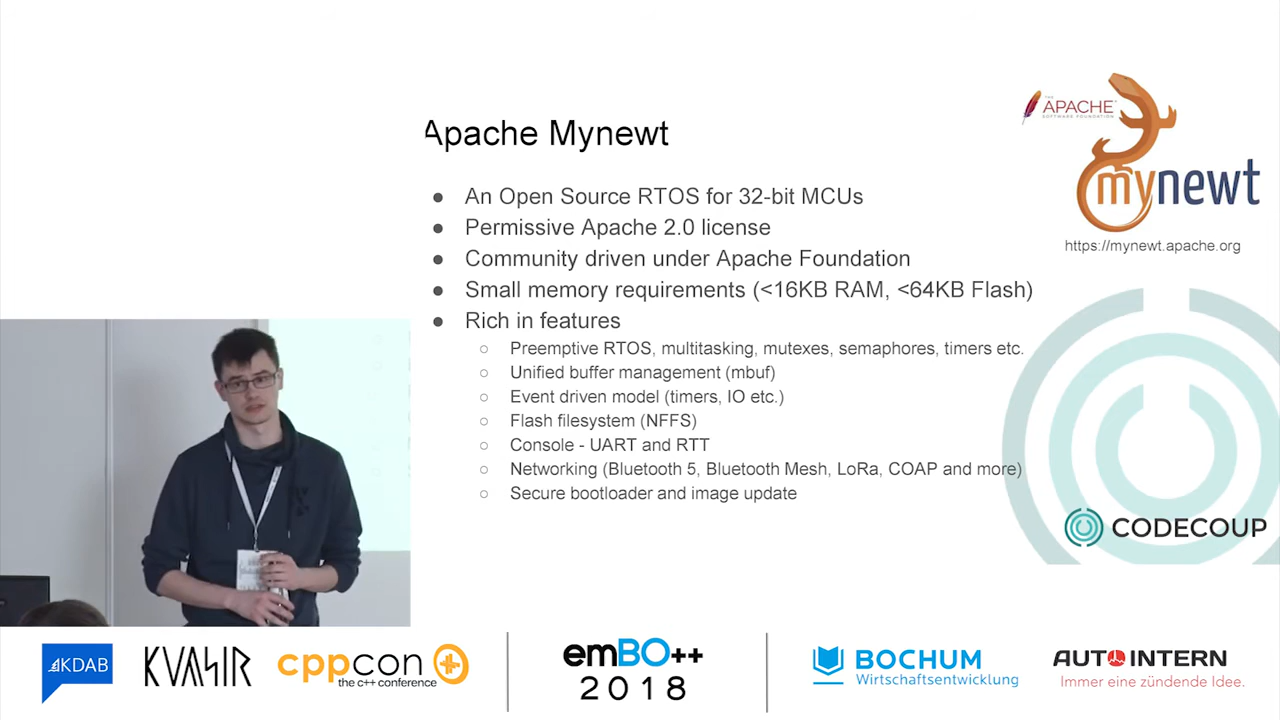 Apache Mynewt
● An Open Source RTOS for 32-bit MCUs
● Permissive Apache 2.0 license
● Community driven under Apache Foundation
● Small memory requirements (<16KB RAM, <64KB Flash)
● Rich in features
○ Preemptive RTOS, multitasking, mutexes, semaphores, timers etc.
○ Unified buffer management (mbuf)
○ Event driven model (timers, IO etc.)
○ Flash filesystem (NFFS)
○ Console - UART and RTT
○ Networking (Bluetooth 5, Bluetooth Mesh, LoRa, COAP and more)
○ Secure bootloader and image update
THE
APACHE
SOFTWARE FOUNDATION
mynewt
https://mynewt.apache.org
CODECOUP
KDAB
KVASIR
cppcon
the c++ conference
emBO++
2018
BOCHUM
Wirtschaftsentwicklung
AUTOINTERN
Immer eine zündende Idee.